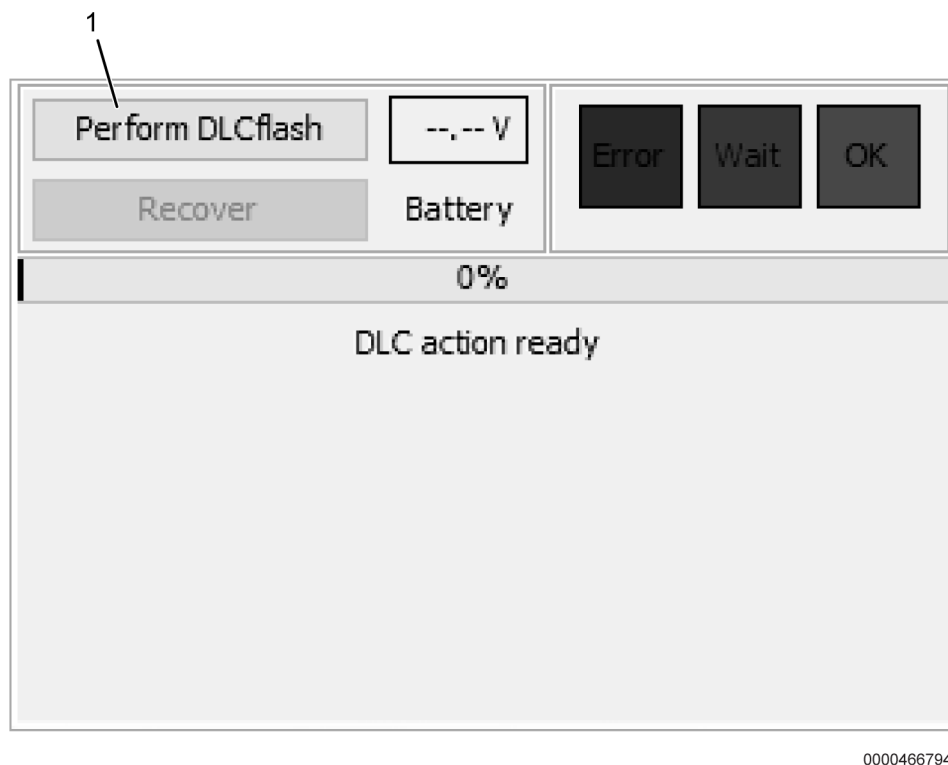 1
Perform DLCflash
--.-- V
Error
Wait
OK
Recover
Battery
0%
DLC action ready
0000466794